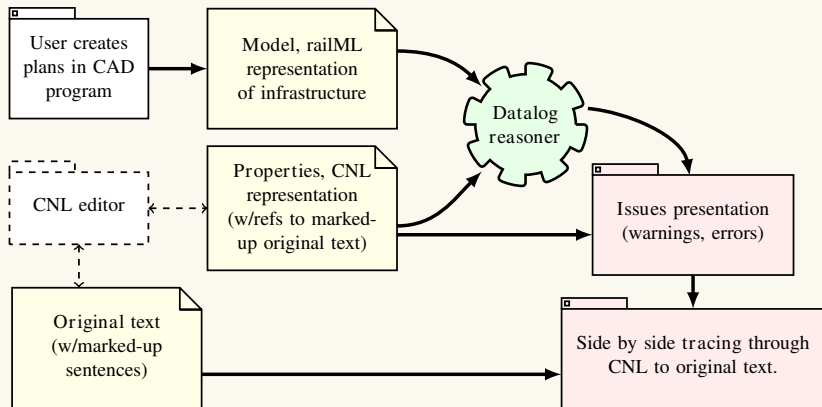 User creates
plans in CAD
program
Model, railML
representation
of infrastructure
Datalog
reasoner
CNL editor
Properties, CNL
representation
(w/refs to marked-
up original text)
Issues presentation
(warnings, errors)
Original text
(w/marked-up
sentences)
Side by side tracing through
CNL to original text.